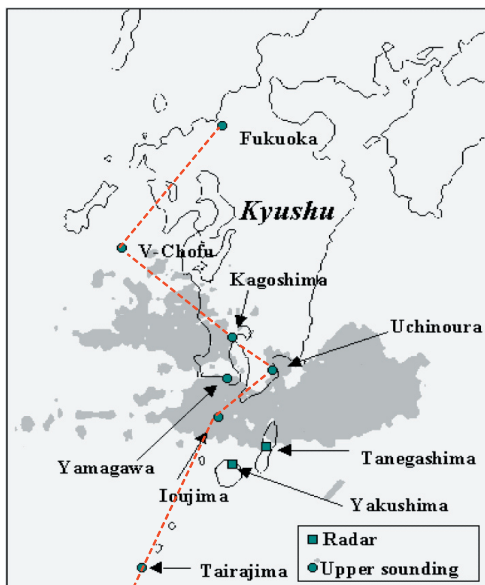 Fukuoka
Kyushu
V-Chofu
Kagoshima
Uchinoura
Yamagawa
Ioujima
Tanegashima
Yakushima
Tairajima
Radar
Upper sounding